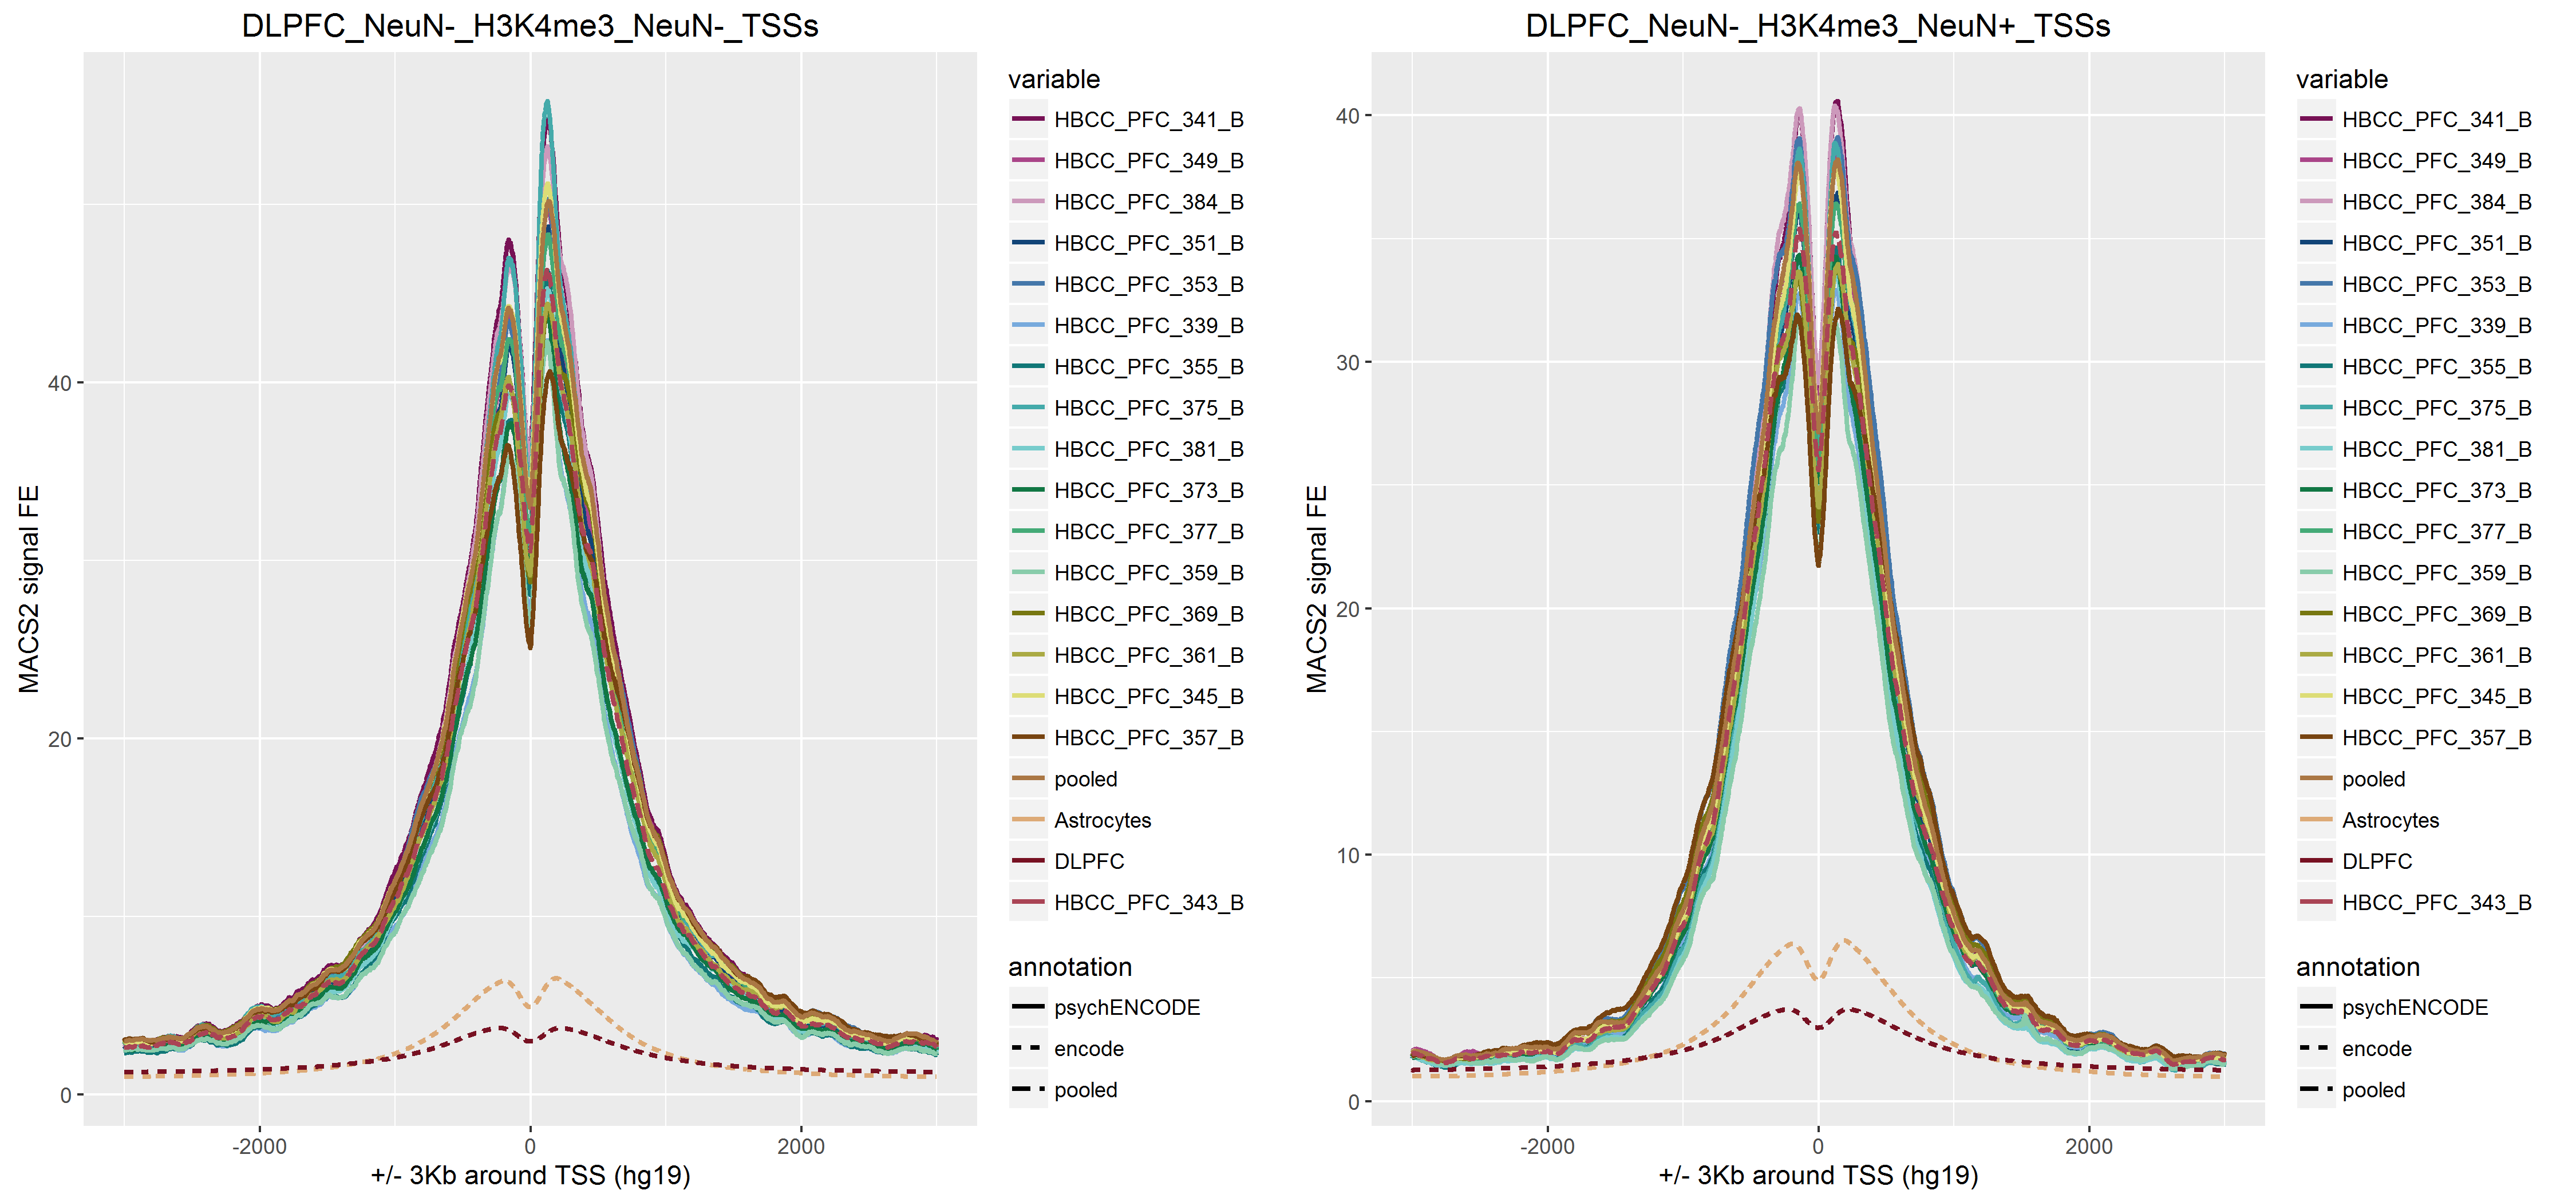 DLPFC_NeuN-_H3K4me3_NeuN-_TSSs
MACS2 signal FE
40
20
0
-2000
0
2000
+/- 3Kb around TSS (hg19)
variable
HBCC_PFC_341_B
HBCC_PFC_349_B
HBCC_PFC_384_B
HBCC_PFC_351_B
HBCC_PFC_353_B
HBCC_PFC_339_B
HBCC_PFC_355_B
HBCC_PFC_375_B
HBCC_PFC_381_B
HBCC_PFC_373_B
HBCC_PFC_377_B
HBCC_PFC_359_B
HBCC_PFC_369_B
HBCC_PFC_361_B
HBCC_PFC_345_B
HBCC_PFC_357_B
pooled
Astrocytes
DLPFC
HBCC_PFC_343_B
annotation
psychENCODE
encode
pooled
DLPFC_NeuN-_H3K4me3_NeuN+_TSSs
MACS2 signal FE
40
30
20
10
0
-2000
0
2000
+/- 3Kb around TSS (hg19)
variable
HBCC_PFC_341_B
HBCC_PFC_349_B
HBCC_PFC_384_B
HBCC_PFC_351_B
HBCC_PFC_353_B
HBCC_PFC_339_B
HBCC_PFC_355_B
HBCC_PFC_375_B
HBCC_PFC_381_B
HBCC_PFC_373_B
HBCC_PFC_377_B
HBCC_PFC_359_B
HBCC_PFC_369_B
HBCC_PFC_361_B
HBCC_PFC_345_B
HBCC_PFC_357_B
pooled
Astrocytes
DLPFC
HBCC_PFC_343_B
annotation
psychENCODE
encode
pooled